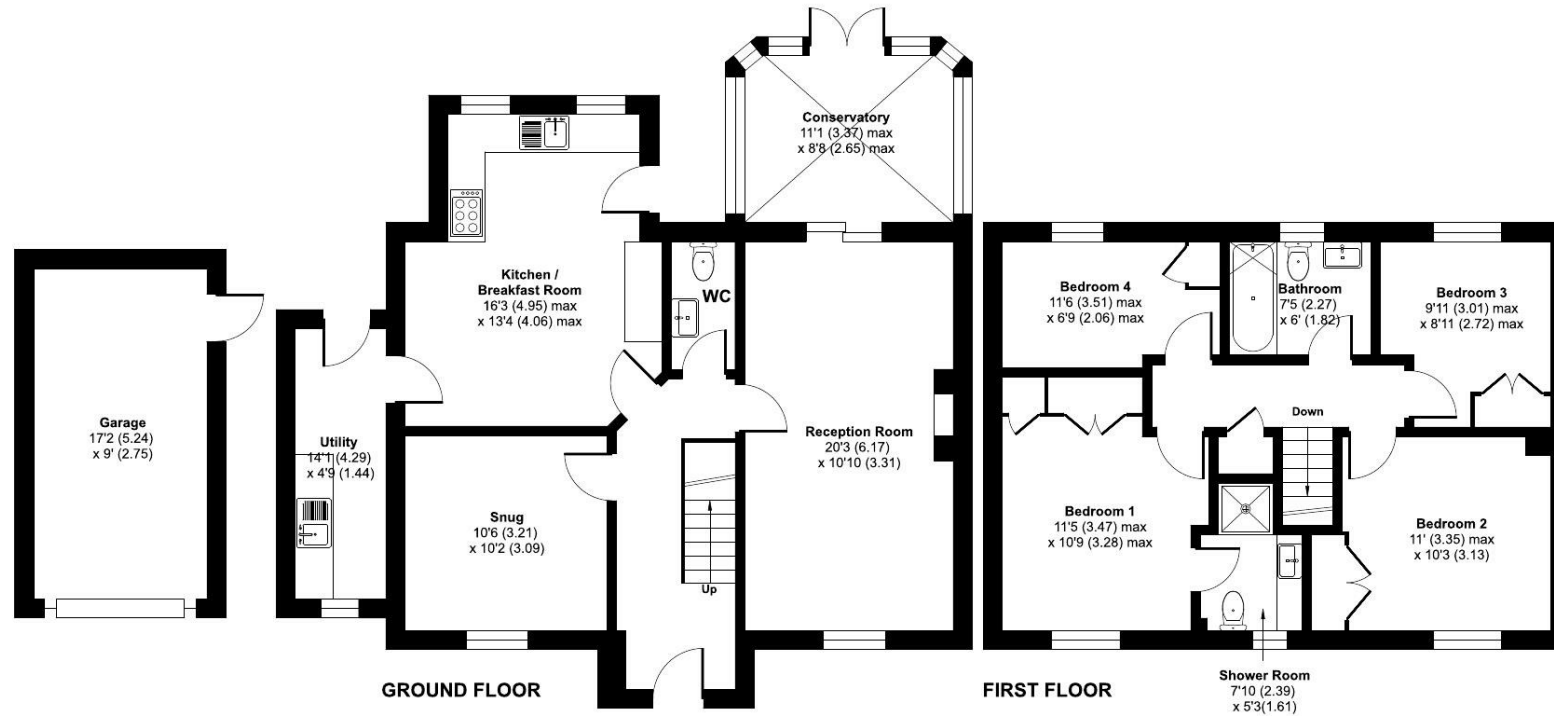 Conservatory
11'1 (3.37) max
x 8'8 (2.65) max
Kitchen /
Breakfast Room
16'3 (4.95) max
x 13'4 (4.06) max
WC
Garage
17'2 (5.24)
x 9' (2.75)
Utility
14'1 (4.29)
x 4'9 (1.44)
Snug
10'6 (3.21)
x 10'2 (3.09)
Reception Room
20'3 (6.17)
x 10'10 (3.31)
Up
GROUND FLOOR
Bedroom 4
11'6 (3.51) max
x 6'9 (2.06) max
Bathroom
7'5 (2.27)
x 6' (1.82)
Bedroom 3
9'11 (3.01) max
x 8'11 (2.72) max
Down
Bedroom 1
11'5 (3.47) max
x 10'9 (3.28) max
Bedroom 2
11' (3.35) max
x 10'3 (3.13)
Shower Room
7'10 (2.39)
x 5'3(1.61)
FIRST FLOOR